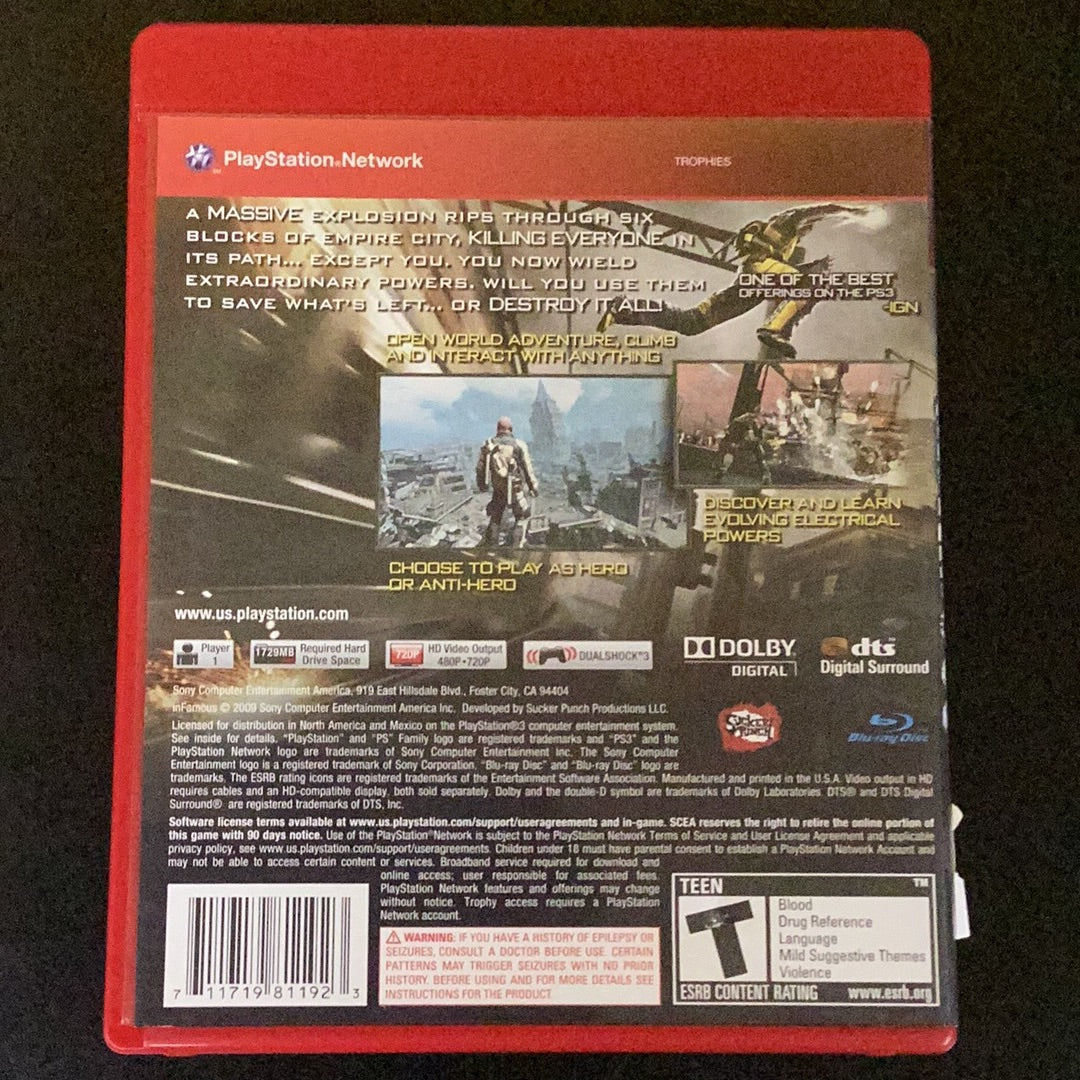 PlayStation®Network
TROPHIES
A MASSIVE EXPLOSION RIPS THROUGH SIX
BLOCKS OF EMPIRE CITY, KILLING EVERYONE IN
ITS PATH... EXCEPT YOU. YOU NOW WIELD
EXTRAORDINARY POWERS. WILL YOU USE THEM
TO SAVE WHAT'S LEFT... OR DESTROY IT ALL!
ONE OF THE BEST
OFFERINGS ON THE PS3
-IGN
OPEN WORLD ADVENTURE, CLIMB
AND INTERACT WITH ANYTHING
DISCOVER AND LEARN
EVOLVING ELECTRICAL
POWERS
CHOOSE TO PLAY AS HERO
OR ANTI-HERO
www.us.playstation.com
Player
1
1729MB
Required Hard
Drive Space
720P
HD Video Output
480P•720P
DUALSHOCK®3
DOLBY
DIGITAL
dts
Digital Surround
Sony Computer Entertainment America, 919 East Hillsdale Blvd., Foster City, CA 94404
inFamous © 2009 Sony Computer Entertainment America Inc. Developed by Sucker Punch Productions LLC.
Licensed for distribution in North America and Mexico on the PlayStation®3 computer entertainment system.
See inside for details. "PlayStation" and "PS" Family logo are registered trademarks and "PS3" and the
PlayStation Network logo are trademarks of Sony Computer Entertainment Inc. The Sony Computer
Entertainment logo is a registered trademark of Sony Corporation. "Blu-ray Disc" and "Blu-ray Disc" logo are
trademarks. The ESRB rating icons are registered trademarks of the Entertainment Software Association. Manufactured and printed in the U.S.A. Video output in HD
requires cables and an HD-compatible display, both sold separately. Dolby and the double-D symbol are trademarks of Dolby Laboratories. DTS® and DTS Digital
Surround® are registered trademarks of DTS, Inc.
SUCKER PUNCH
Blu-ray Disc
Software license terms available at www.us.playstation.com/support/useragreements and in-game. SCEA reserves the right to retire the online portion of
this game with 90 days notice. Use of the PlayStation®Network is subject to the PlayStation Network Terms of Service and User License Agreement and applicable
privacy policy, see www.us.playstation.com/support/useragreements. Children under 18 must have parental consent to establish a PlayStation Network Account and
may not be able to access certain content or services. Broadband service required for download and
online access; user responsible for associated fees.
PlayStation Network features and offerings may change
without notice. Trophy access requires a PlayStation
Network account.
WARNING: IF YOU HAVE A HISTORY OF EPILEPSY OR
SEIZURES, CONSULT A DOCTOR BEFORE USE. CERTAIN
PATTERNS MAY TRIGGER SEIZURES WITH NO PRIOR
HISTORY. BEFORE USING AND FOR MORE DETAILS SEE
INSTRUCTIONS FOR THE PRODUCT
7 11719 81192 3
TEEN
TM
T
Blood
Drug Reference
Language
Mild Suggestive Themes
Violence
ESRB CONTENT RATING
www.esrb.org